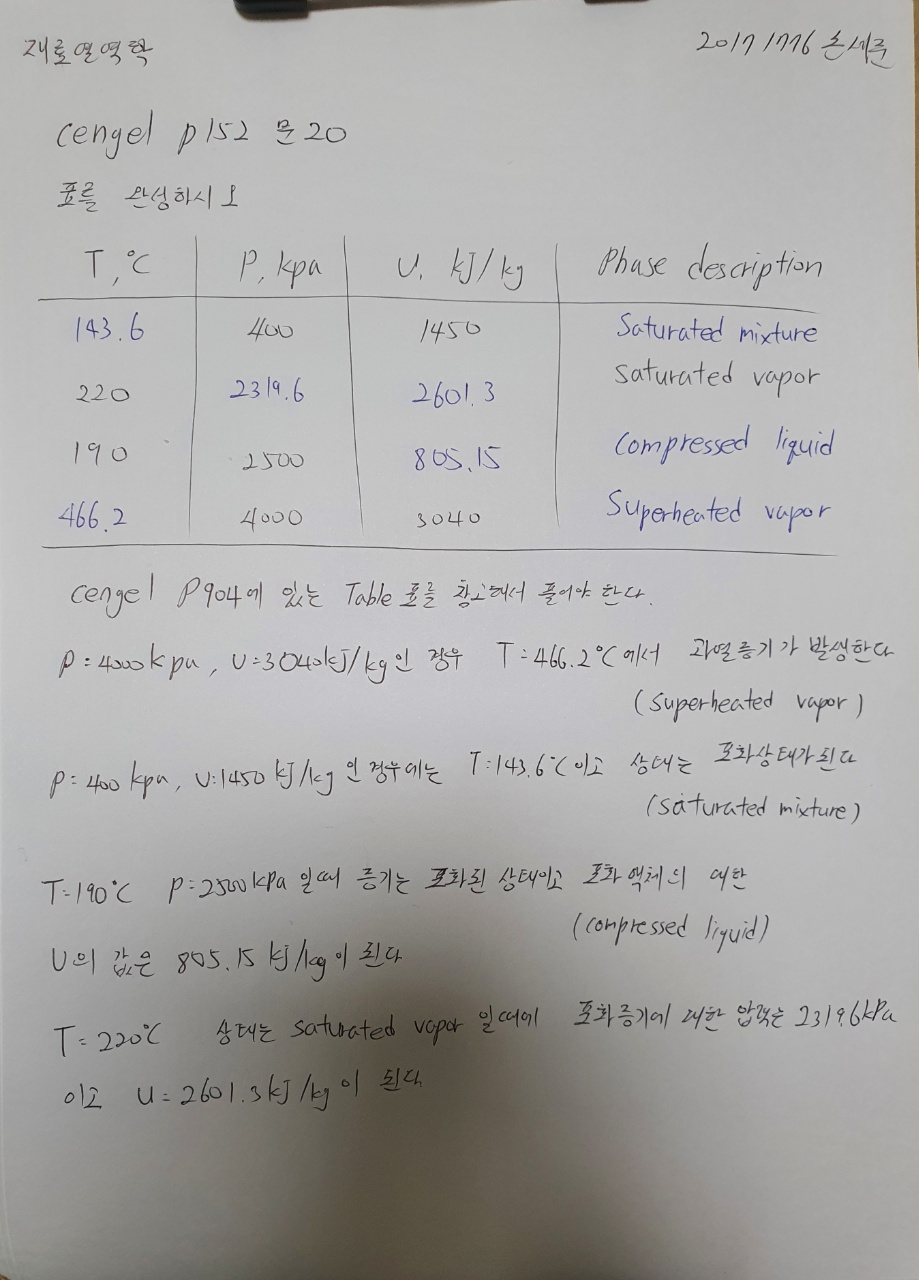 재료열역학
20171776 손세준
cengel p152 문20
표를 완성하시오
T,℃ P,kpa U, kJ/kg Phase description
143.6 400 1450 Saturated mixture
220 2319.6 2601.3 saturated vapor
190 2500 805.15 Compressed liquid
466.2 4000 3040 Superheated vapor
cengel P904에 있는 Table 표를 참고해서 풀어야 한다.
P=4000kpa, U=3040kJ/kg인 경우 T=466.2℃에서 과열증기가 발생한다
(superheated vapor)
P=400kpa, U=1450kJ/kg인 경우에는 T=143.6℃이고 상태는 포화상태가된다
(saturated mixture)
T=190℃ P=2500kPa 일때 증기는 포화된 상태이고 포화액체의 대한
(compressed liquid)
U의 값은 805.15 kJ/kg이 된다
T=220℃ 상태는 saturated vapor 일때에 포화증기에 대한 압력은 2319.6kPa
이고 U=2601.3kJ/kg이 된다